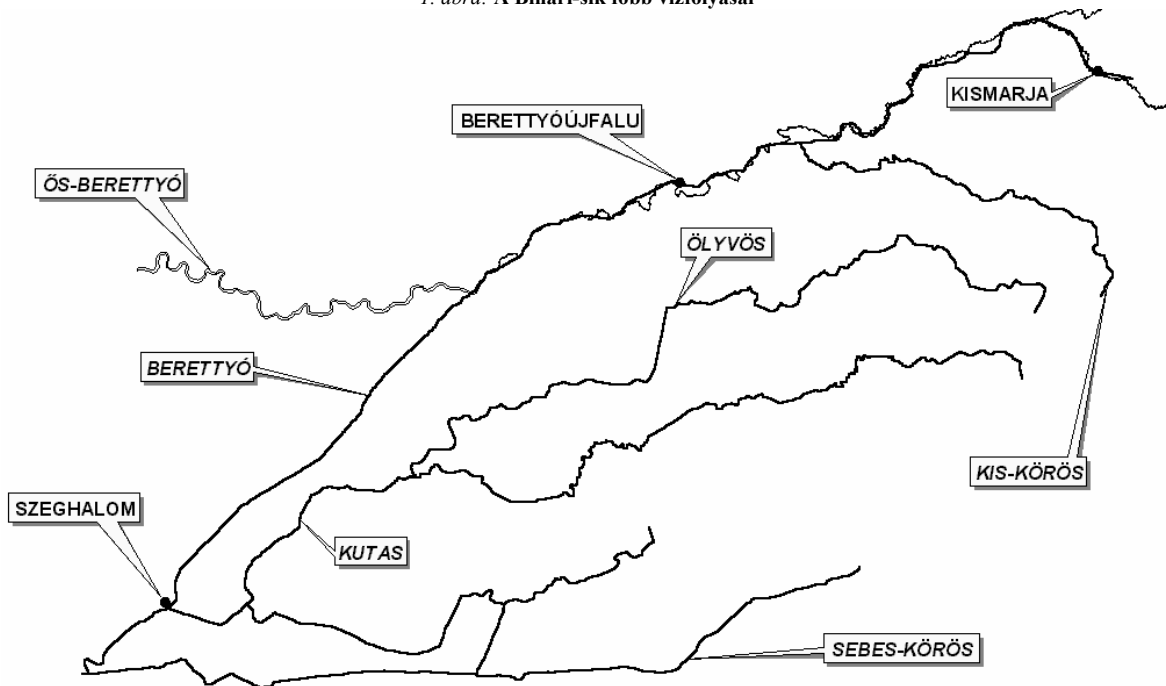 1. ábra: A Bihari-sík főbb vízfolyásai
KISMARJA
BERETTYÓÚJFALU
ŐS-BERETTYÓ
ÖLYVÖS
BERETTYÓ
KIS-KÖRÖS
SZEGHALOM
KUTAS
SEBES-KÖRÖS